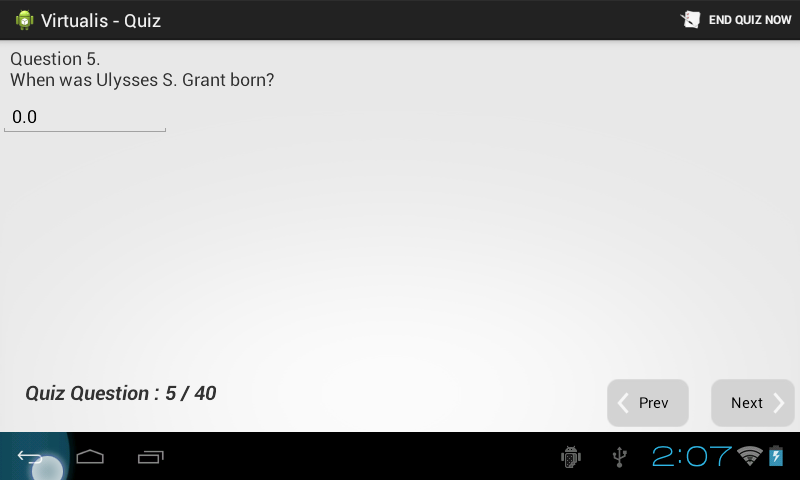 Virtualis - Quiz
END QUIZ NOW
Question 5.
When was Ulysses S. Grant born?
0.0
Quiz Question : 5 / 40
Prev
Next
2:07